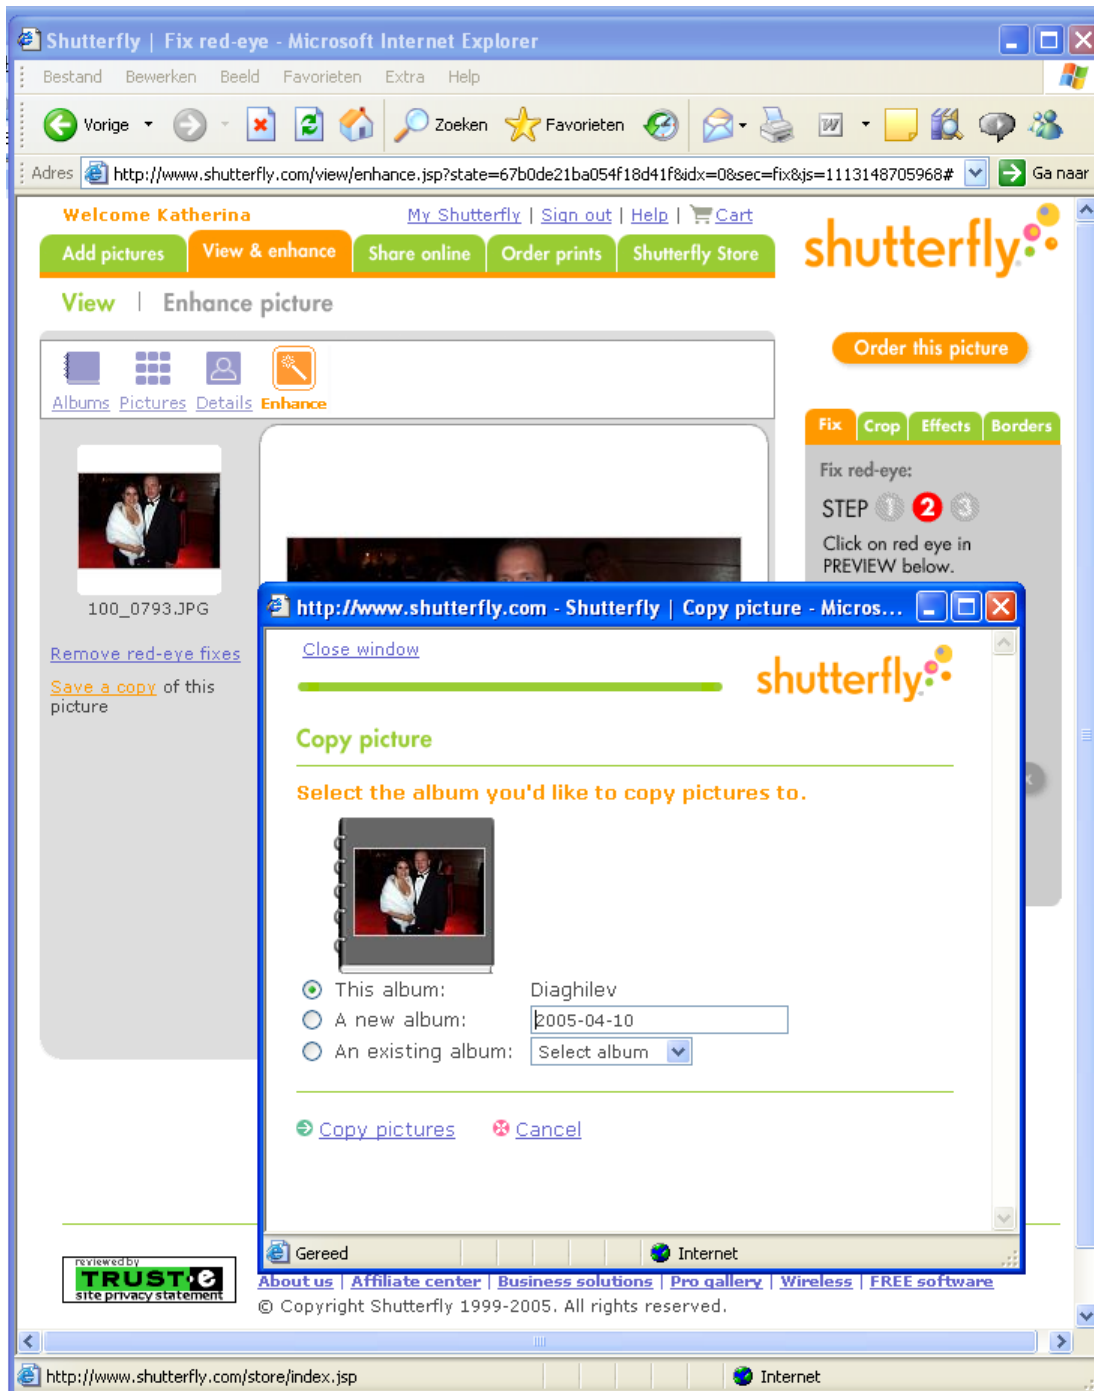 Shutterfly | Fix red-eye - Microsoft Internet Explorer
Bestand Bewerken Beeld Favorieten Extra Help
Vorige Zoeken Favorieten
Adres http://www.shutterfly.com/view/enhance.jsp?state=67b0de21ba054f18d41f&idx=0&sec=fix&js=1113148705968# Ga naar
Welcome Katherina My Shutterfly | Sign out | Help | Cart
shutterfly
Add pictures View & enhance Share online Order prints Shutterfly Store
View | Enhance picture
Order this picture
Albums Pictures Details Enhance
Fix Crop Effects Borders
Fix red-eye:
STEP 1 2 3
Click on red eye in
PREVIEW below.
100_0793.JPG
Remove red-eye fixes
Save a copy of this
picture
http://www.shutterfly.com - Shutterfly | Copy picture - Micros...
Close window
shutterfly
Copy picture
Select the album you'd like to copy pictures to.
This album: Diaghilev
A new album: 2005-04-10
An existing album: Select album
Copy pictures Cancel
Gereed Internet
reviewed by
TRUST·e
site privacy statement
About us | Affiliate center | Business solutions | Pro gallery | Wireless | FREE software
© Copyright Shutterfly 1999-2005. All rights reserved.
http://www.shutterfly.com/store/index.jsp Internet